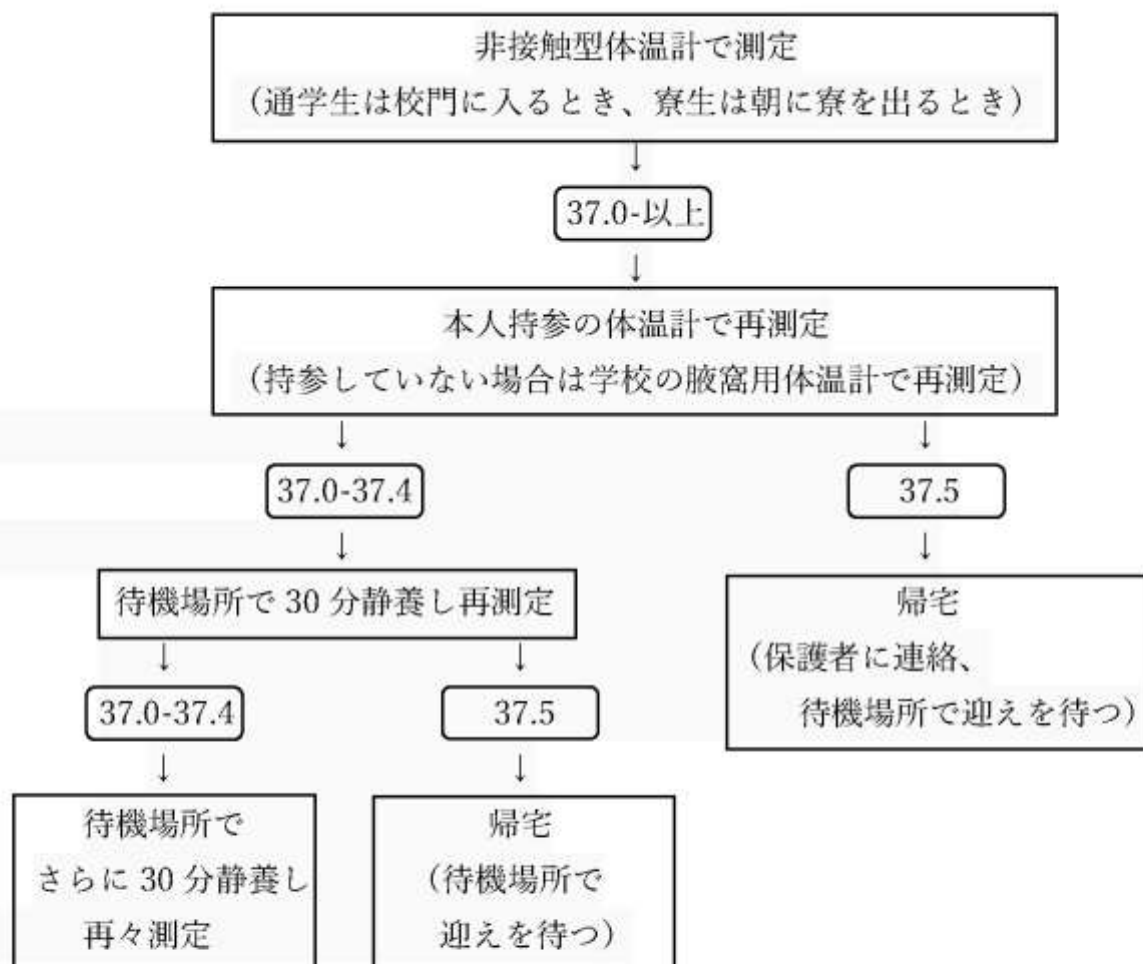 非接触型体温計で測定
（通学生は校門に入るとき、寮生は朝に寮を出るとき）
↓
37.0-以上
↓
本人持参の体温計で再測定
（持参していない場合は学校の腋窩用体温計で再測定）
↓ ↓
37.0-37.4 37.5
↓ ↓
待機場所で 30 分静養し再測定
帰宅
（保護者に連絡、
待機場所で迎えを待つ）
↓ ↓
37.0-37.4 37.5
↓ ↓
待機場所で
さらに 30 分静養し
再々測定
帰宅
（待機場所で
迎えを待つ）